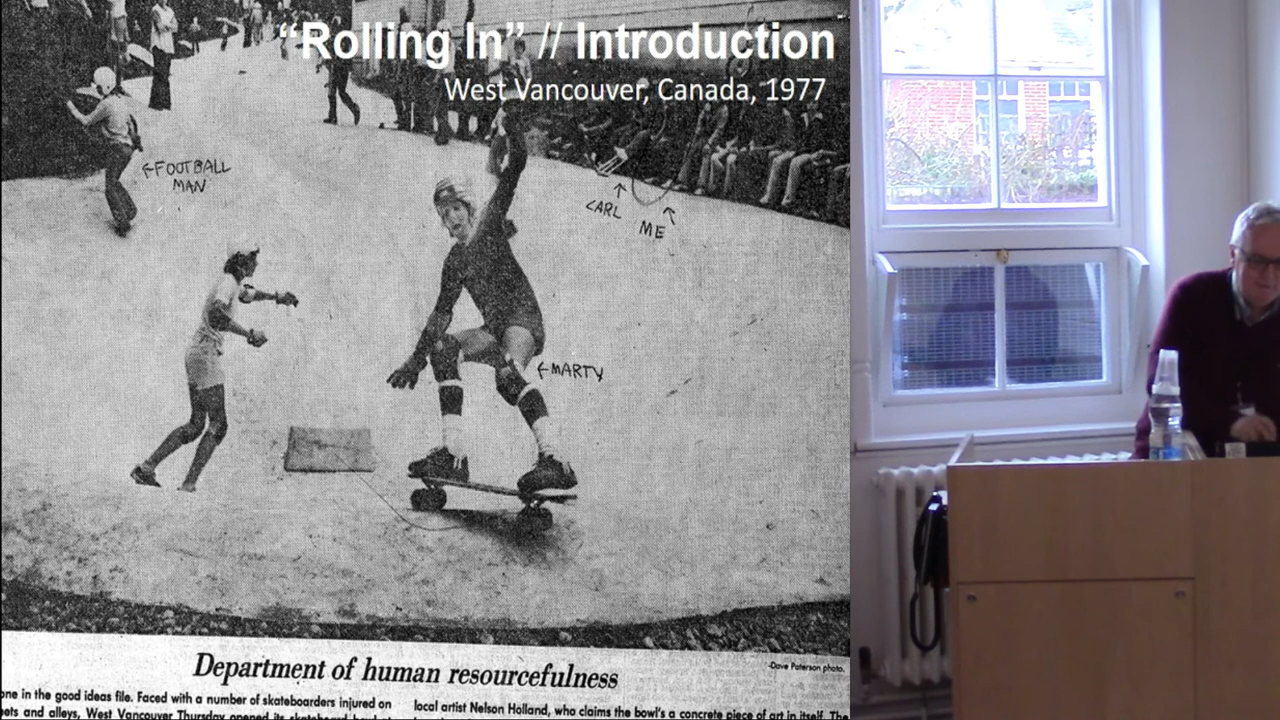 “Rolling In” // Introduction
West Vancouver, Canada, 1977
←FOOTBALL
MAN
CARL
ME
←MARTY
Department of human resourcefulness
-Dave Paterson photo.
one in the good ideas file. Faced with a number of skateboarders injured on
and alleys, West Vancouver Thursday opened its skateboard
local artist Nelson Holland, who claims the bowl's a concrete piece of art in itself. The